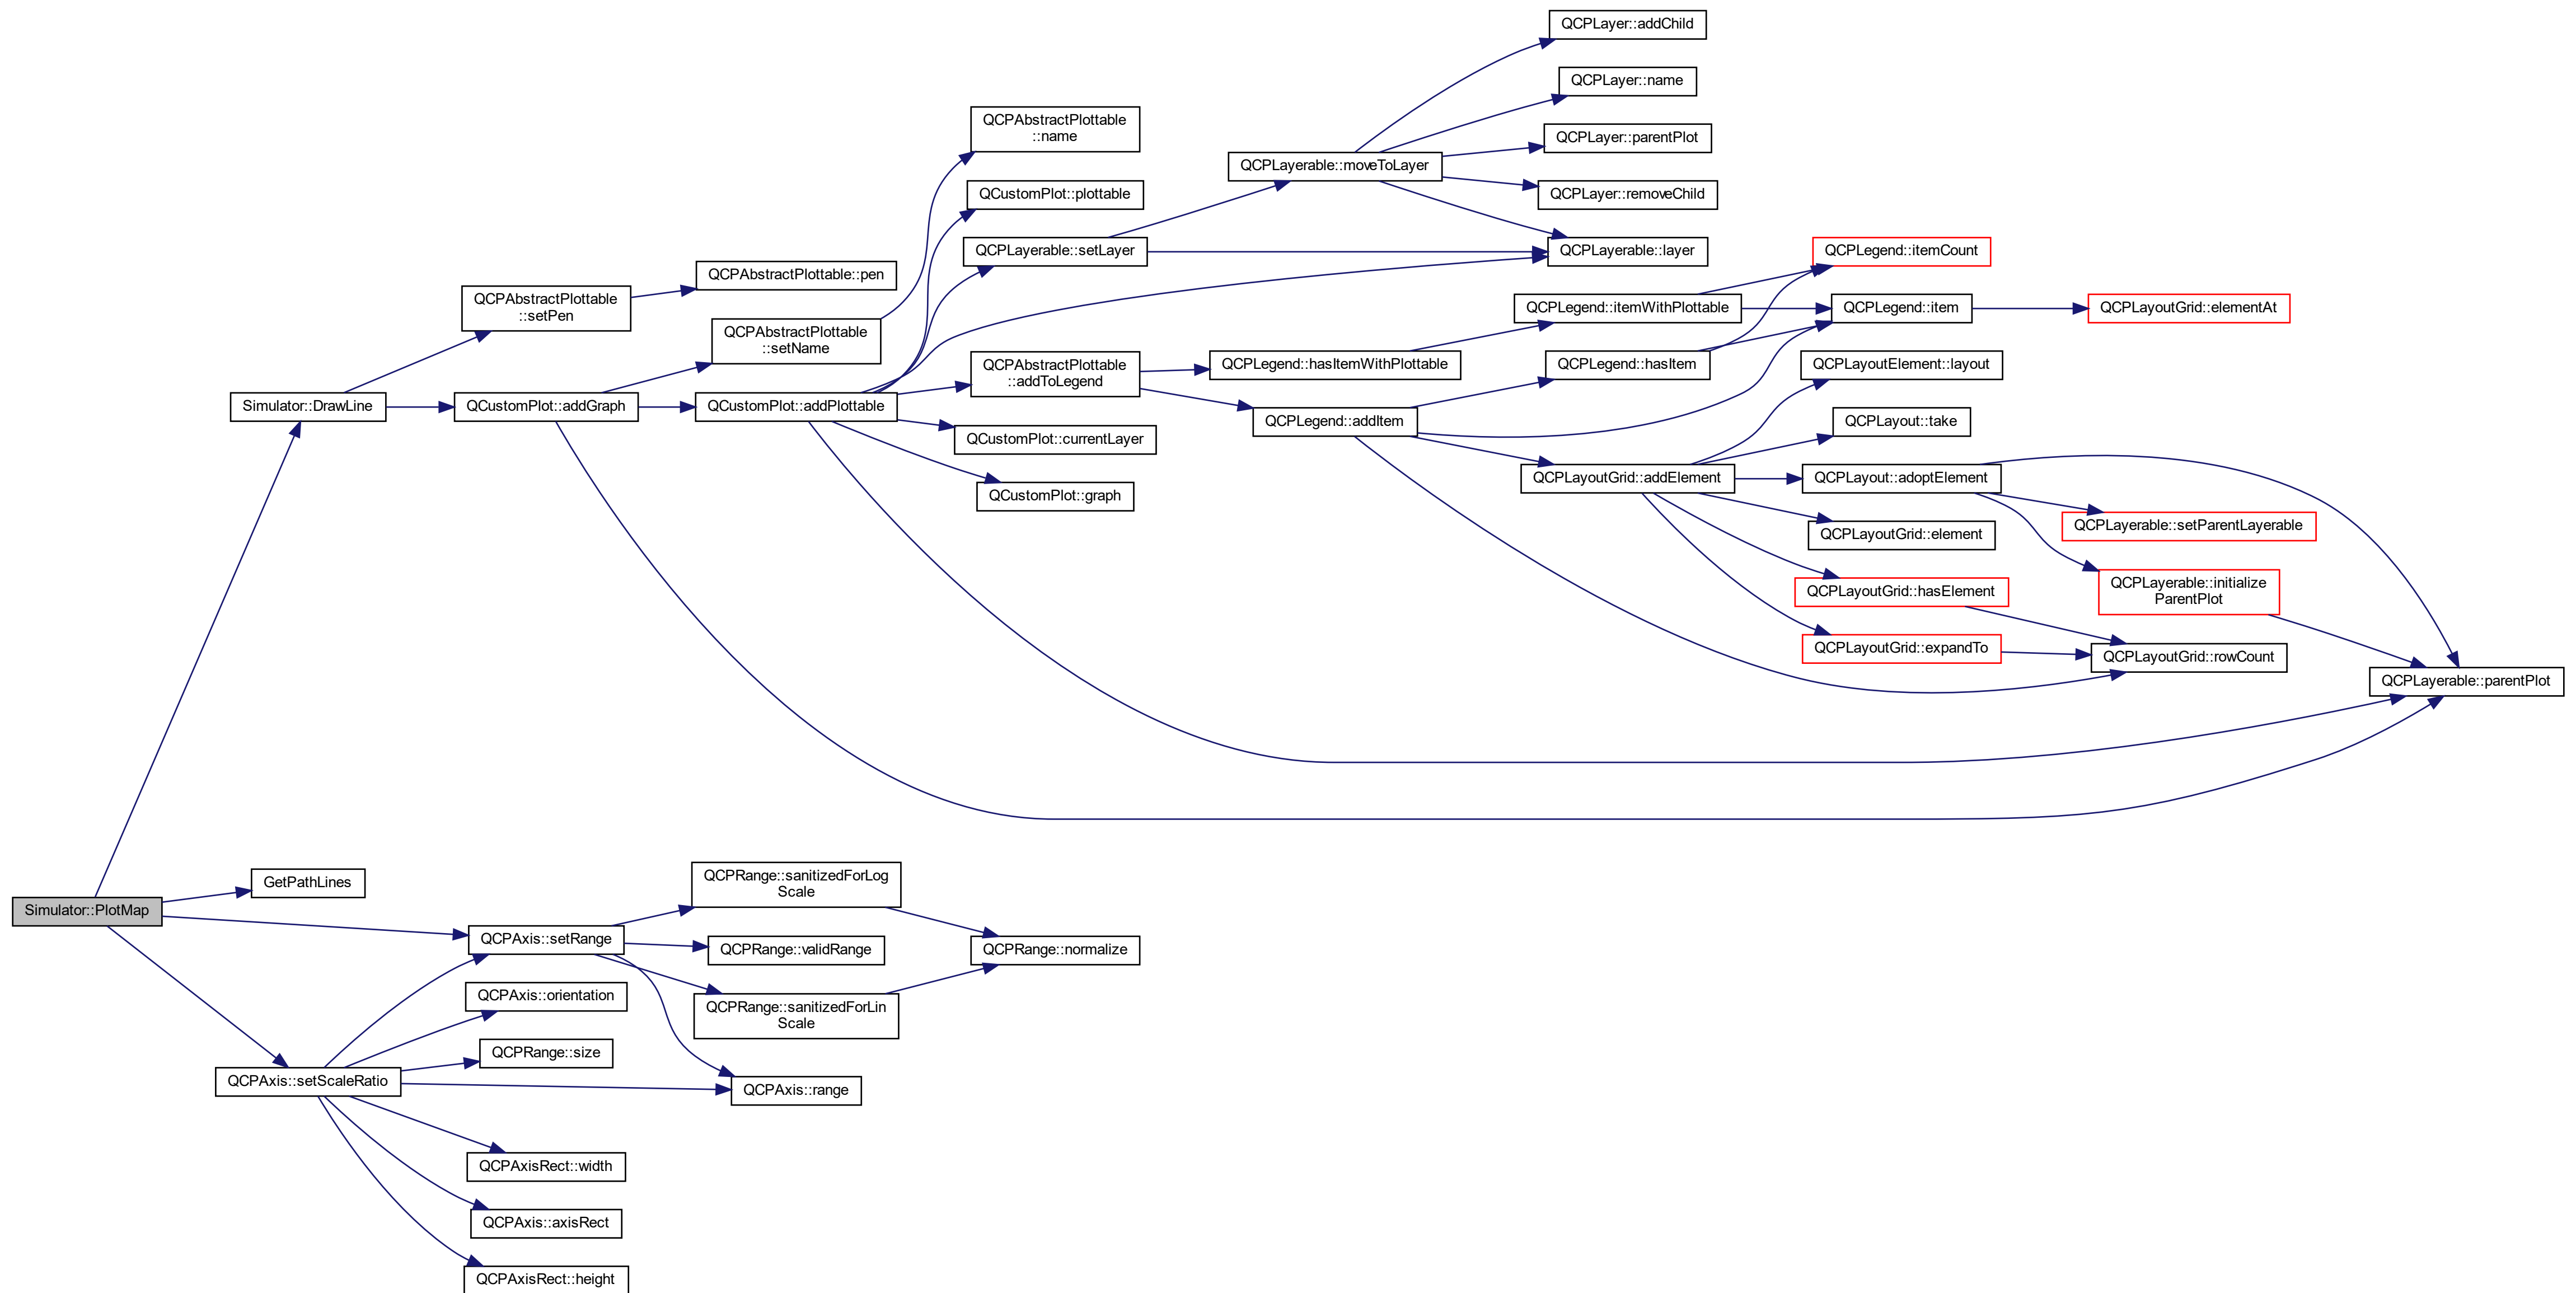 QCPLayer::addChild
QCPLayer::name
QCPAbstractPlottable
::name
QCPLayer::parentPlot
QCPLayerable::moveToLayer
QCustomPlot::plottable
QCPLayer::removeChild
QCPLayerable::setLayer
QCPLayerable::layer
QCPLegend::itemCount
QCPAbstractPlottable::pen
QCPAbstractPlottable
::setPen
QCPLegend::itemWithPlottable
QCPLegend::item
QCPLayoutGrid::elementAt
QCPAbstractPlottable
::setName
QCPAbstractPlottable
::addToLegend
QCPLegend::hasItemWithPlottable
QCPLegend::hasItem
QCPLayoutElement::layout
Simulator::DrawLine
QCustomPlot::addGraph
QCustomPlot::addPlottable
QCPLegend::addItem
QCPLayout::take
QCustomPlot::currentLayer
QCPLayoutGrid::addElement
QCPLayout::adoptElement
QCustomPlot::graph
QCPLayerable::setParentLayerable
QCPLayoutGrid::element
QCPLayoutGrid::hasElement
QCPLayerable::initialize
ParentPlot
QCPLayoutGrid::expandTo
QCPLayoutGrid::rowCount
QCPLayerable::parentPlot
GetPathLines
QCPRange::sanitizedForLog
Scale
Simulator::PlotMap
QCPAxis::setRange
QCPRange::validRange
QCPRange::normalize
QCPAxis::orientation
QCPRange::sanitizedForLin
Scale
QCPRange::size
QCPAxis::setScaleRatio
QCPAxis::range
QCPAxisRect::width
QCPAxis::axisRect
QCPAxisRect::height